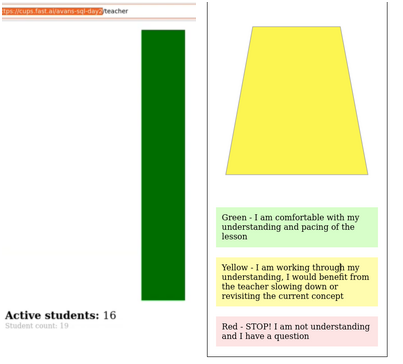 ttps://cups.fast.ai/avans-sql-day2/teacher
Active students: 16
Student count: 19
Green - I am comfortable with my
understanding and pacing of the
lesson
Yellow - I am working through my
understanding, I would benefit from
the teacher slowing down or
revisiting the current concept
Red - STOP! I am not understanding
and I have a question